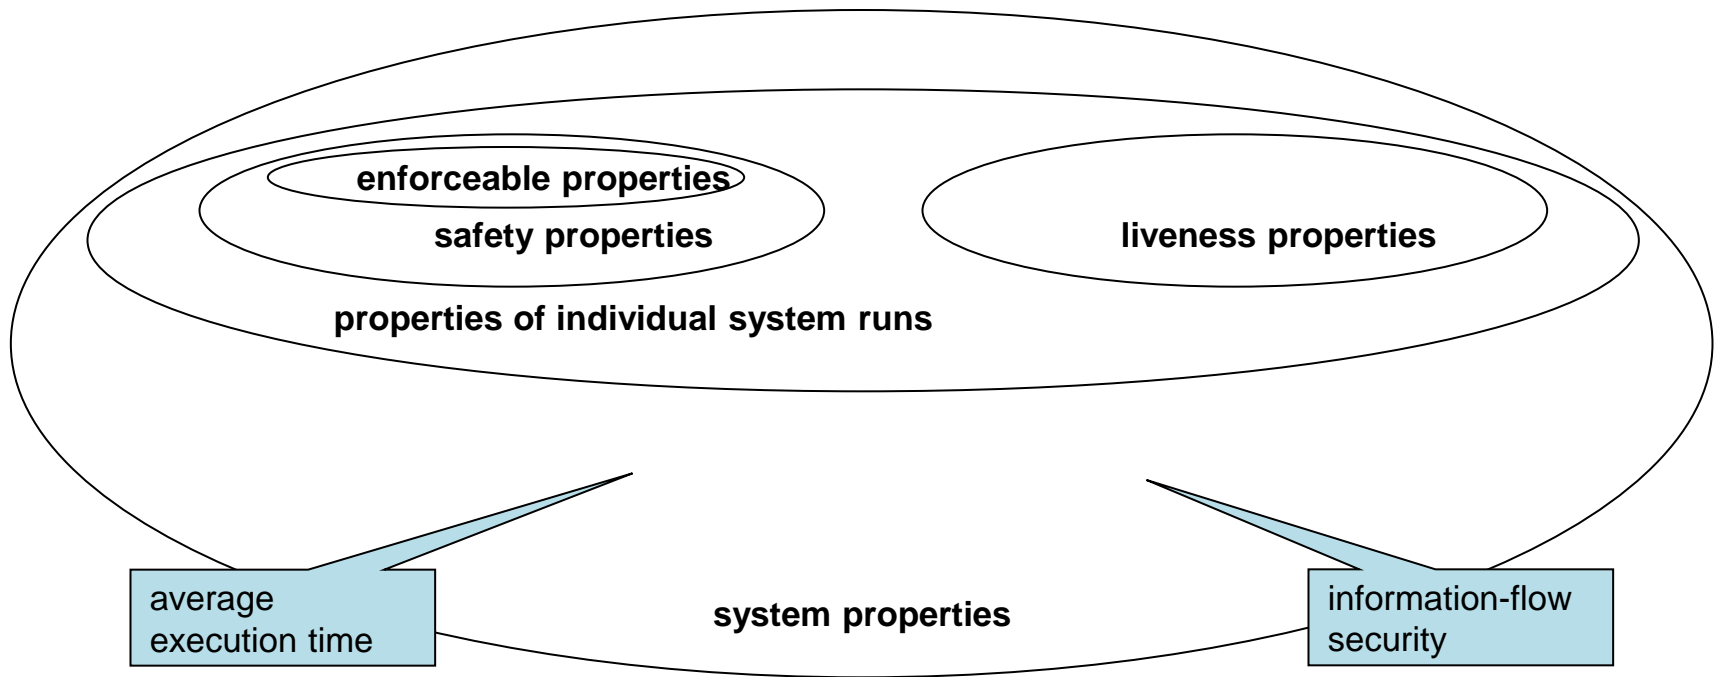 enforceable properties
safety properties
liveness properties
properties of individual system runs
average
execution time
system properties
information-flow
security